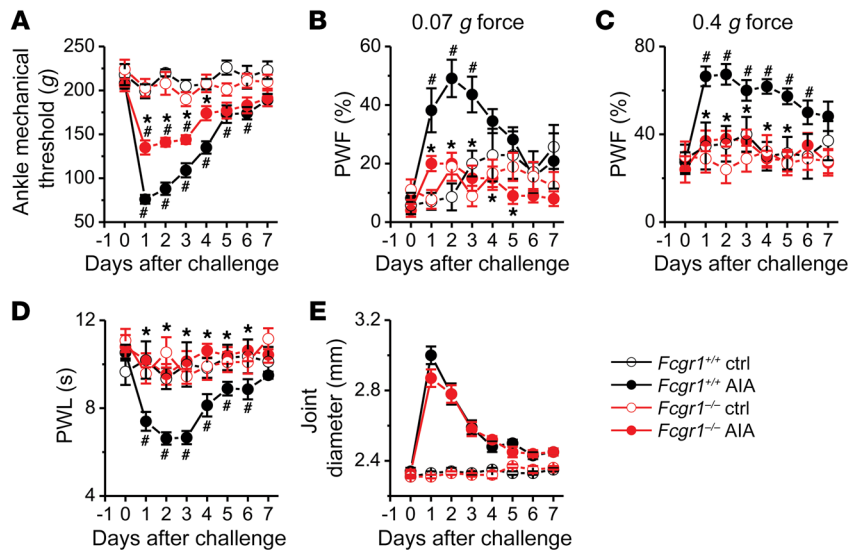 A
Ankle mechanical
threshold (g)
250
200
150
100
50
* * * *
# # # # # #
-1 0 1 2 3 4 5 6 7
Days after challenge
B
0.07 g force
PWF (%)
60
40
20
0
# # #
* * * * *
-1 0 1 2 3 4 5 6 7
Days after challenge
C
0.4 g force
PWF (%)
80
40
0
# # # # # #
* * * * *
-1 0 1 2 3 4 5 6 7
Days after challenge
D
PWL (s)
12
8
4
* * * * * *
# # # # # #
-1 0 1 2 3 4 5 6 7
Days after challenge
E
Joint
diameter (mm)
3.2
2.8
2.4
-1 0 1 2 3 4 5 6 7
Days after challenge
Fcgr1+/+ ctrl
Fcgr1+/+ AIA
Fcgr1–/– ctrl
Fcgr1–/– AIA